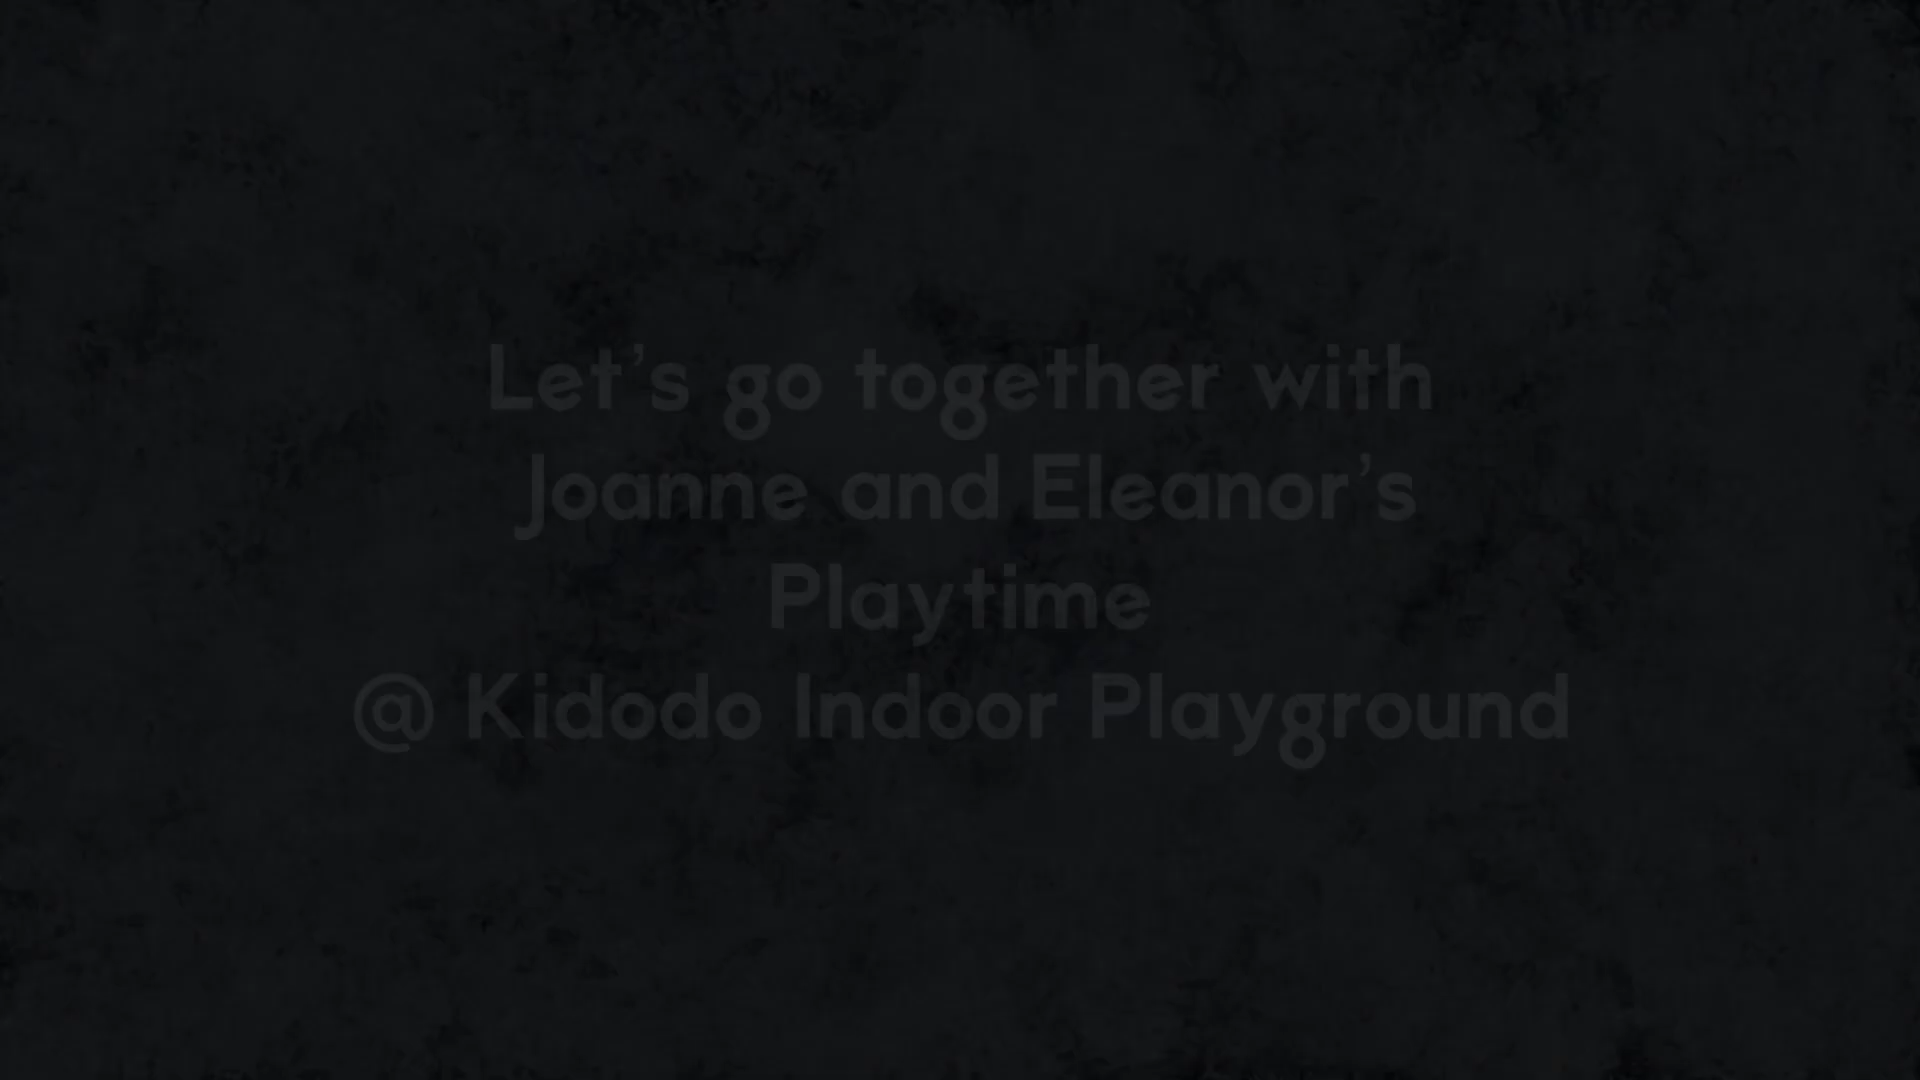 Let's go together with
Joanne and Eleanor's
Playtime
@ Kidodo Indoor Playground